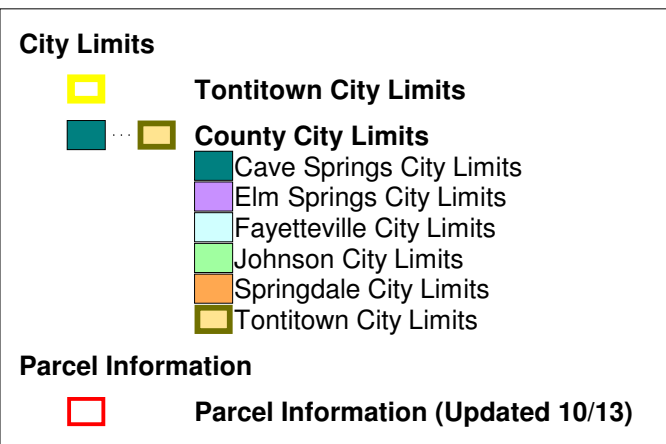 City Limits
Tontitown City Limits
County City Limits
Cave Springs City Limits
Elm Springs City Limits
Fayetteville City Limits
Johnson City Limits
Springdale City Limits
Tontitown City Limits
Parcel Information
Parcel Information (Updated 10/13)